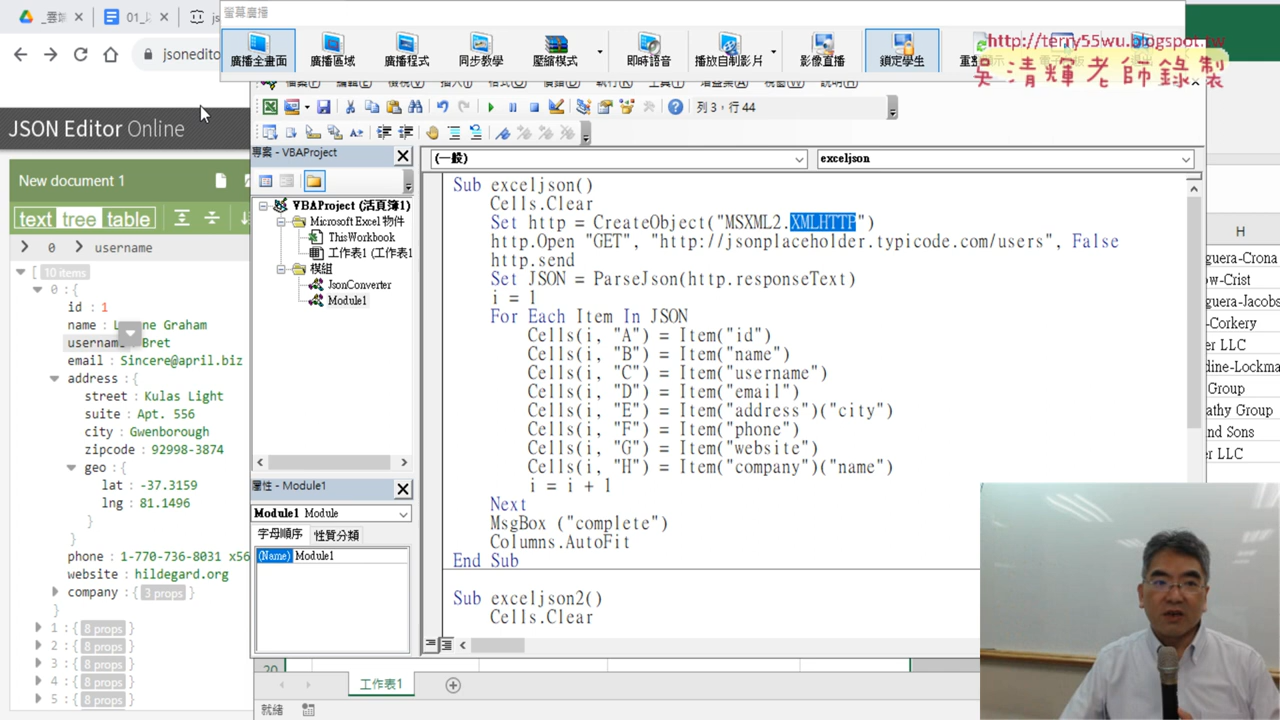 _雲端
01_
js
螢幕廣播
廣播全畫面
廣播區域
廣播程式
同步教學
壓縮模式
即時語音
播放自制影片
影像直播
鎖定學生
http://terry55wu.blogspot.tw
吳清輝老師錄製
jsonedito
列 3，行 44
JSON Editor Online
New document 1
text tree table
0 username
[ 10 items
0 : {
id : 1
Graham
username Bret
email : Sincere@april.biz
address : {
street : Kulas Light
suite : Apt. 556
city : Gwenborough
zipcode : 92998-3874
geo : {
lat : -37.3159
lng : 81.1496
}
}
phone : 1-770-736-8031 x56
website : hildegard.org
company : { 3 props }
}
1 : { 8 props }
2 : { 8 props }
3 : { 8 props }
4 : { 8 props }
5 : { 8 props }
專案 - VBAProject
VBAProject (活頁簿1)
Microsoft Excel 物件
ThisWorkbook
工作表1 (工作表1
模組
JsonConverter
Module1
屬性 - Module1
Module1 Module
字母順序 性質分類
(Name) Module1
(一般)
exceljson
Sub exceljson()
Cells.Clear
Set http = CreateObject("MSXML2.XMLHTTP")
http.Open "GET", "http://jsonplaceholder.typicode.com/users", False
http.send
Set JSON = ParseJson(http.responseText)
i = 1
For Each Item In JSON
Cells(i, "A") = Item("id")
Cells(i, "B") = Item("name")
Cells(i, "C") = Item("username")
Cells(i, "D") = Item("email")
Cells(i, "E") = Item("address")("city")
Cells(i, "F") = Item("phone")
Cells(i, "G") = Item("website")
Cells(i, "H") = Item("company")("name")
i = i + 1
Next
MsgBox ("complete")
Columns.AutoFit
End Sub
Sub exceljson2()
Cells.Clear
H
guera-Crona
ow-Crist
guera-Jacobs
-Corkery
er LLC
dine-Lockma
Group
athy Group
nd Sons
er LLC
20
工作表1
就緒